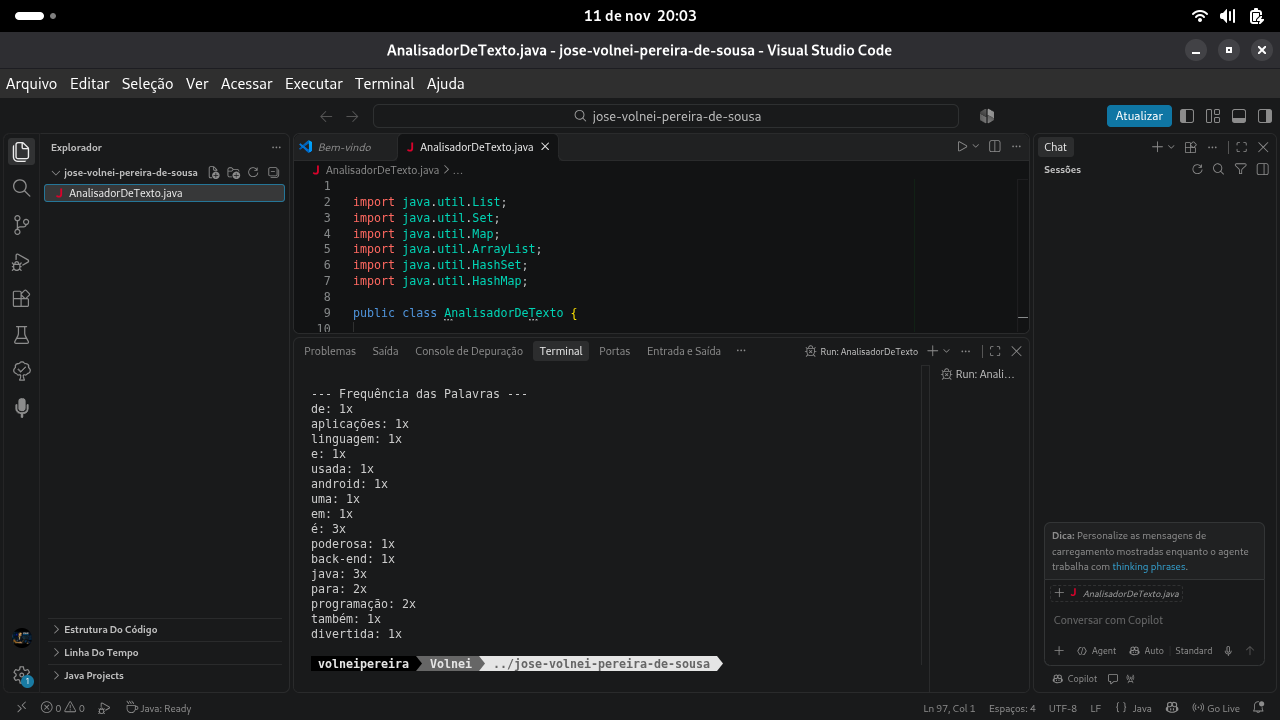 11 de nov 20:03
AnalisadorDeTexto.java - jose-volnei-pereira-de-sousa - Visual Studio Code
Arquivo Editar Seleção Ver Acessar Executar Terminal Ajuda
jose-volnei-pereira-de-sousa
Atualizar
Explorador
jose-volnei-pereira-de-sousa
AnalisadorDeTexto.java
Estrutura Do Código
Linha Do Tempo
Java Projects
1
Bem-vindo
AnalisadorDeTexto.java
AnalisadorDeTexto.java > ...
1
2 import java.util.List;
3 import java.util.Set;
4 import java.util.Map;
5 import java.util.ArrayList;
6 import java.util.HashSet;
7 import java.util.HashMap;
8
9 public class AnalisadorDeTexto {
10
Problemas Saída Console de Depuração Terminal Portas Entrada e Saída ...
Run: AnalisadorDeTexto
Run: Anali...
--- Frequência das Palavras ---
de: 1x
aplicações: 1x
linguagem: 1x
e: 1x
usada: 1x
android: 1x
uma: 1x
em: 1x
é: 3x
poderosa: 1x
back-end: 1x
java: 3x
para: 2x
programação: 2x
também: 1x
divertida: 1x
volneipereira Volnei ../jose-volnei-pereira-de-sousa
Chat
Sessões
Dica: Personalize as mensagens de
carregamento mostradas enquanto o agente
trabalha com thinking phrases.
AnalisadorDeTexto.java
Conversar com Copilot
Agent Auto Standard
Copilot
0 0
Java: Ready
Ln 97, Col 1 Espaços: 4 UTF-8 LF { } Java Go Live